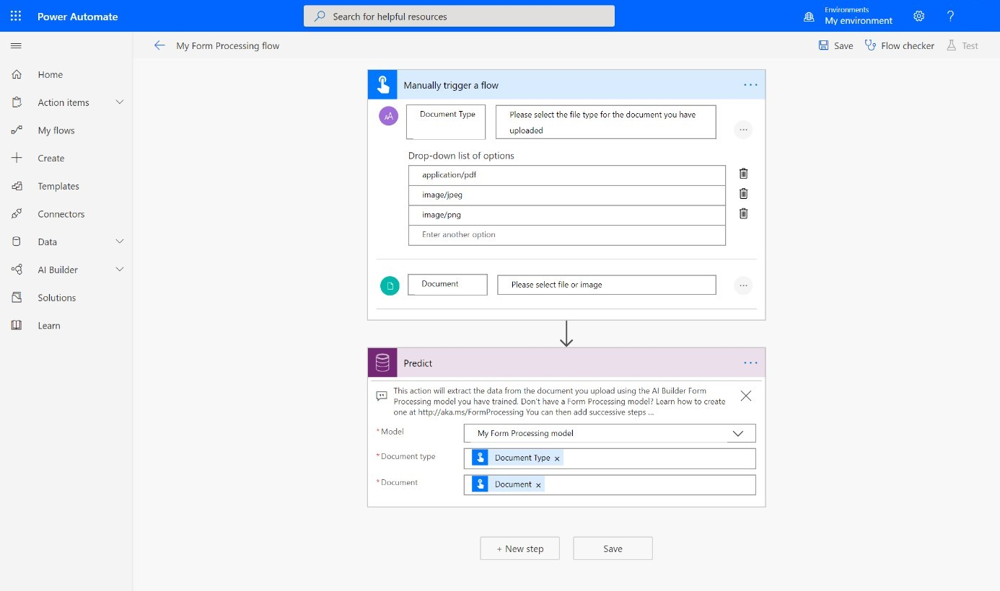 Power Automate
Search for helpful resources
Environments
My environment
?
My Form Processing flow
Save
Flow checker
Test
Home
Action items
My flows
Create
Templates
Connectors
Data
AI Builder
Solutions
Learn
Manually trigger a flow
Document Type
Please select the file type for the document you have
uploaded
Drop-down list of options
application/pdf
image/jpeg
image/png
Enter another option
Document
Please select file or image
Predict
This action will extract the data from the document you upload using the AI Builder Form
Processing model you have trained. Don't have a Form Processing model? Learn how to create
one at http://aka.ms/FormProcessing You can then add successive steps ...
* Model
My Form Processing model
* Document type
Document Type ×
* Document
Document ×
+ New step
Save